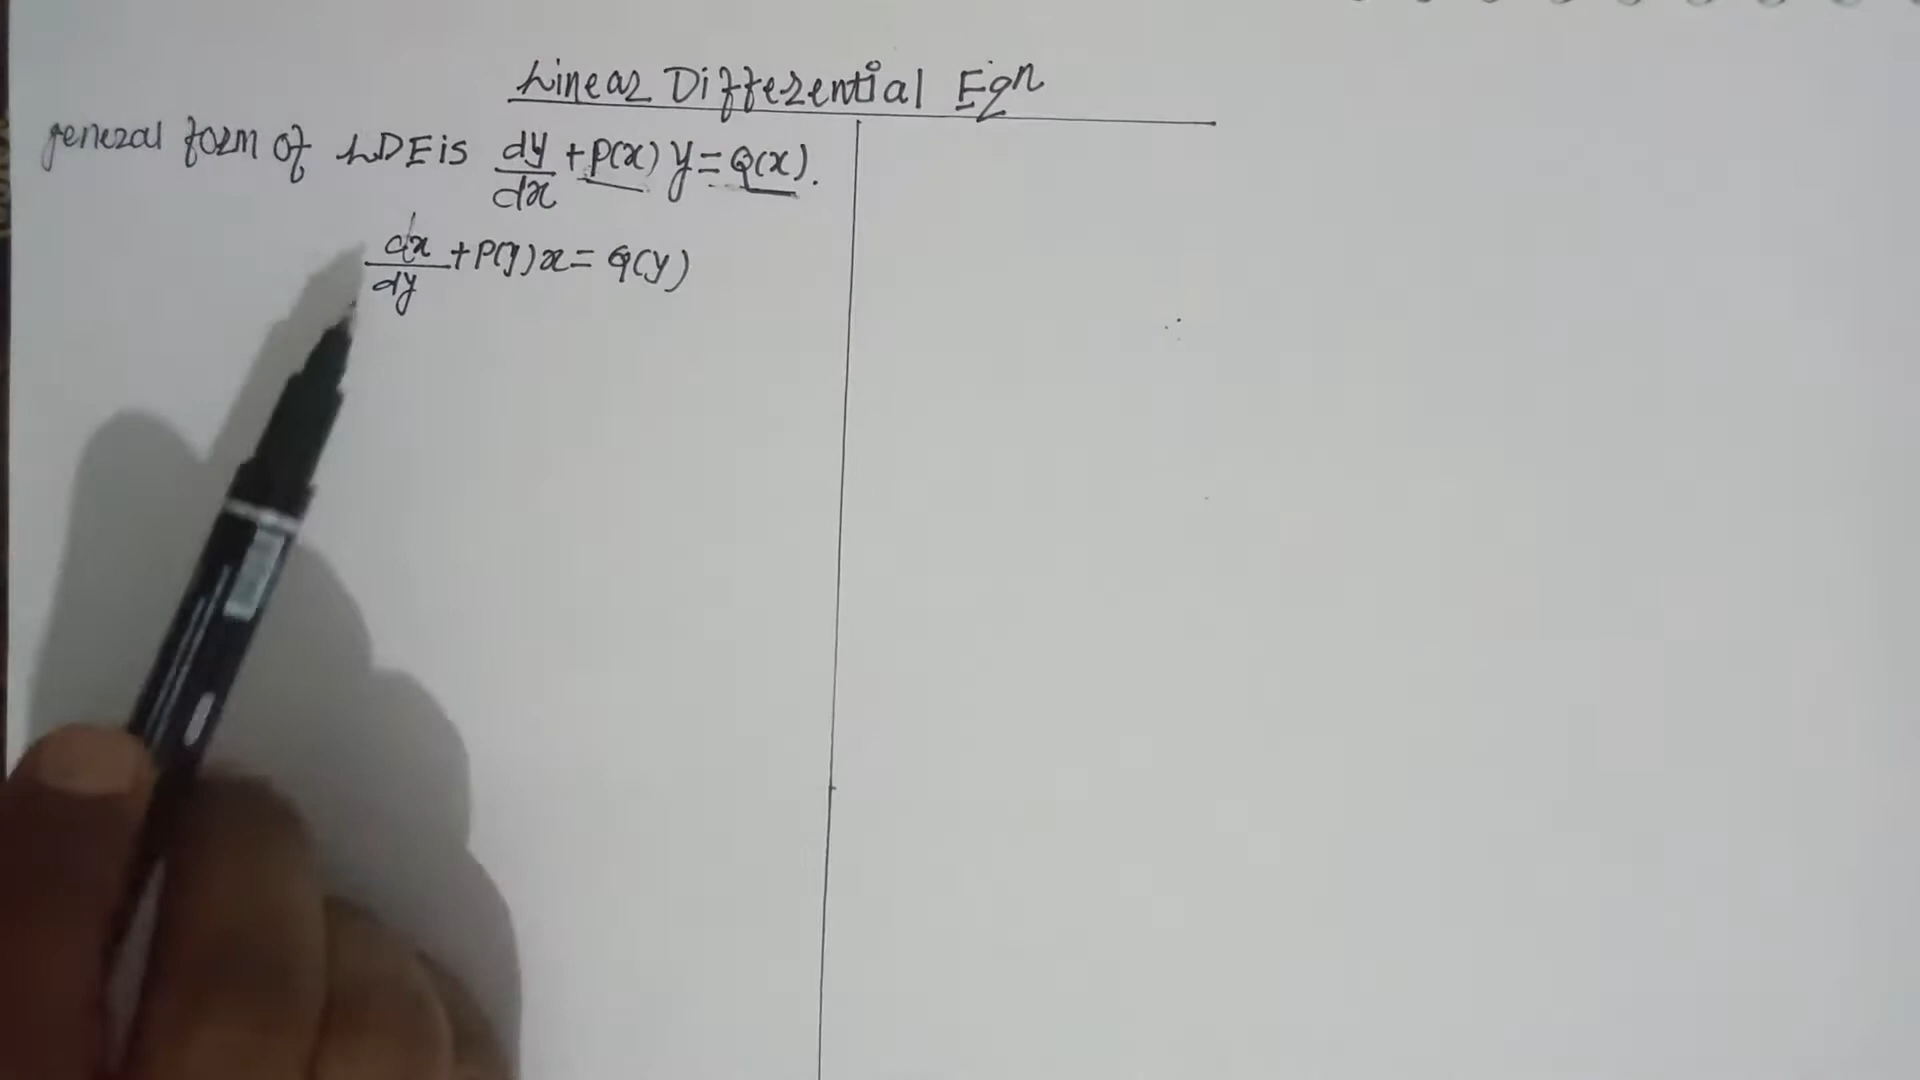 Linear Differential Eqn
general form of LDE is dy/dx + P(x) y = Q(x).
dx/dy + P(y) x = Q(y)